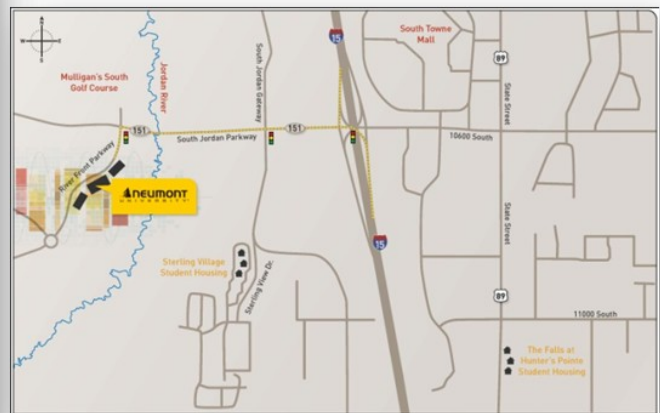 N
W
E
S
15
South Towne
Mall
89
Mulligan's South
Golf Course
Jordan River
South Jordan Gateway
State Street
151
South Jordan Parkway
151
10600 South
River Front Parkway
NEUMONT
UNIVERSITY
State Street
15
Sterling Village
Student Housing
Sterling View Dr.
89
11000 South
The Falls at
Hunter's Pointe
Student Housing